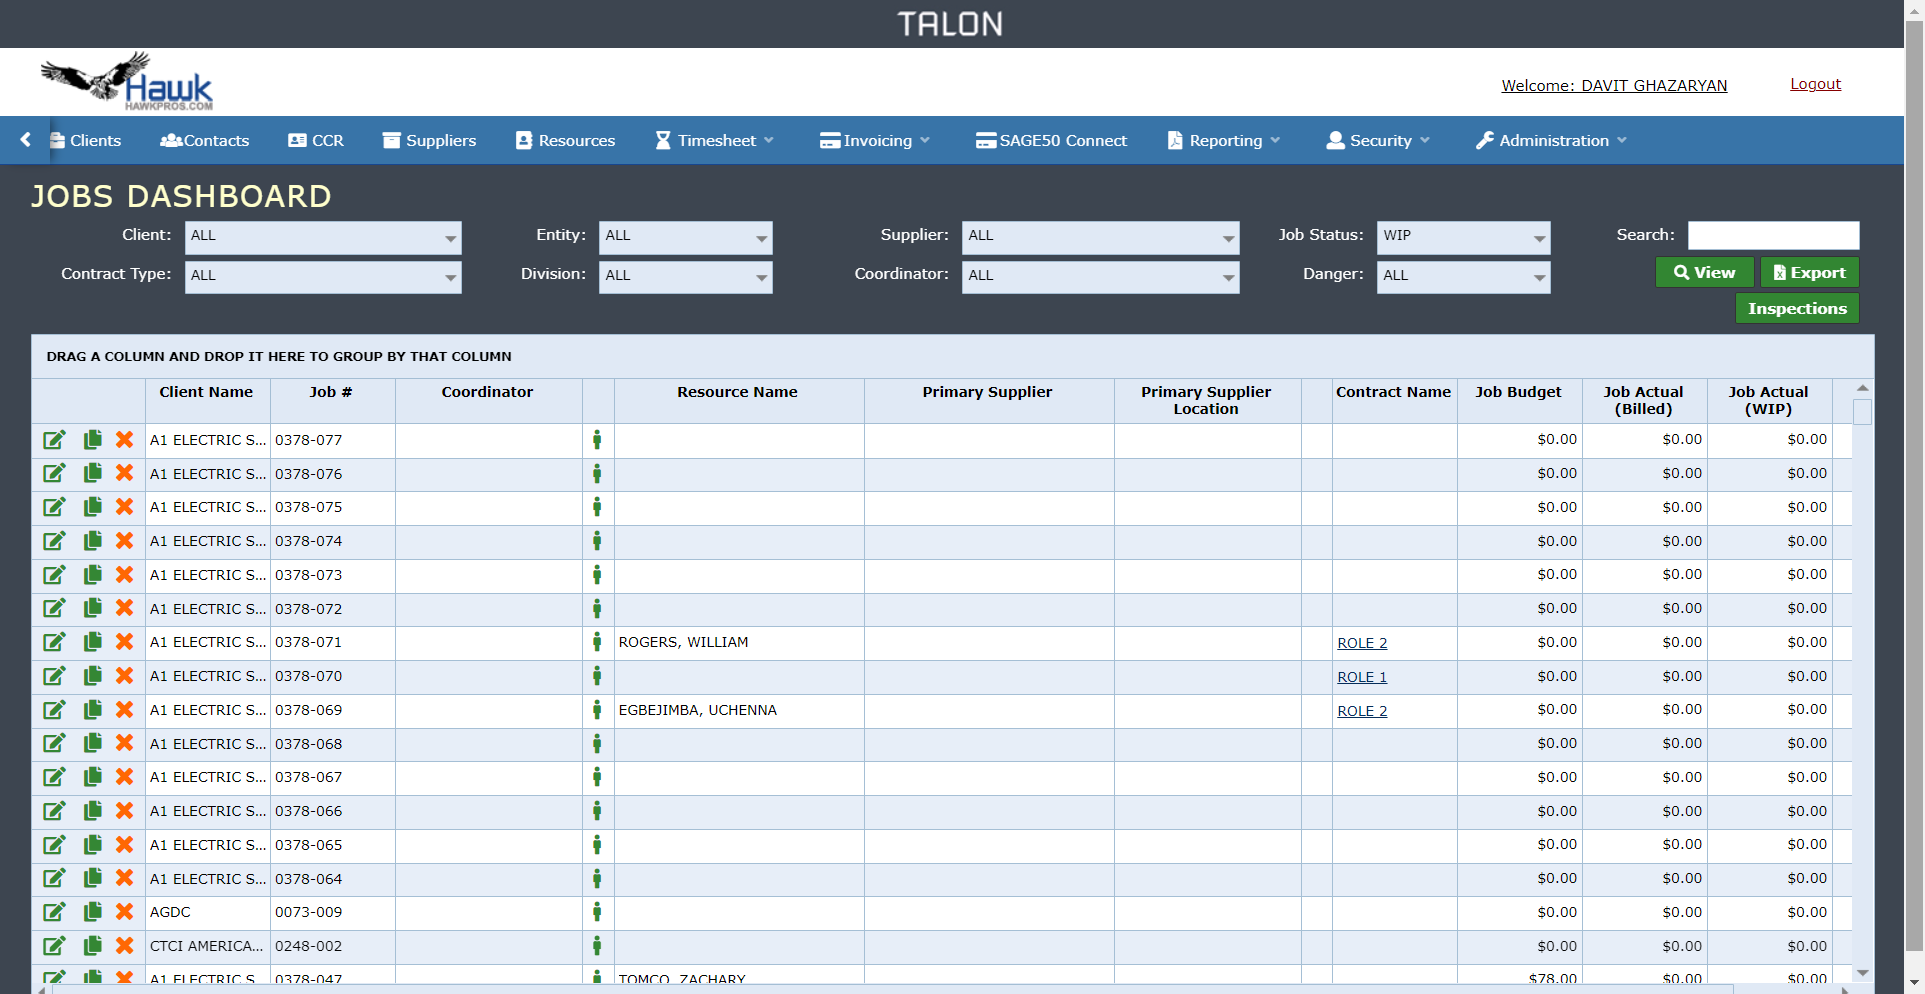 TALON
Hawk
HAWKPROS.COM
Welcome: DAVIT GHAZARYAN
Logout
Clients Contacts CCR Suppliers Resources Timesheet Invoicing SAGE50 Connect Reporting Security Administration
JOBS DASHBOARD
Client: ALL Entity: ALL Supplier: ALL Job Status: WIP Search:
Contract Type: ALL Division: ALL Coordinator: ALL Danger: ALL View Export
Inspections
DRAG A COLUMN AND DROP IT HERE TO GROUP BY THAT COLUMN
Client Name Job # Coordinator Resource Name Primary Supplier Primary Supplier Location Contract Name Job Budget Job Actual (Billed) Job Actual (WIP)
A1 ELECTRIC S... 0378-077 $0.00 $0.00 $0.00
A1 ELECTRIC S... 0378-076 $0.00 $0.00 $0.00
A1 ELECTRIC S... 0378-075 $0.00 $0.00 $0.00
A1 ELECTRIC S... 0378-074 $0.00 $0.00 $0.00
A1 ELECTRIC S... 0378-073 $0.00 $0.00 $0.00
A1 ELECTRIC S... 0378-072 $0.00 $0.00 $0.00
A1 ELECTRIC S... 0378-071 ROGERS, WILLIAM ROLE 2 $0.00 $0.00 $0.00
A1 ELECTRIC S... 0378-070 ROLE 1 $0.00 $0.00 $0.00
A1 ELECTRIC S... 0378-069 EGBEJIMBA, UCHENNA ROLE 2 $0.00 $0.00 $0.00
A1 ELECTRIC S... 0378-068 $0.00 $0.00 $0.00
A1 ELECTRIC S... 0378-067 $0.00 $0.00 $0.00
A1 ELECTRIC S... 0378-066 $0.00 $0.00 $0.00
A1 ELECTRIC S... 0378-065 $0.00 $0.00 $0.00
A1 ELECTRIC S... 0378-064 $0.00 $0.00 $0.00
AGDC 0073-009 $0.00 $0.00 $0.00
CTCI AMERICA... 0248-002 $0.00 $0.00 $0.00
A1 ELECTRIC S... 0378-047 TOMCO, ZACHARY $78.00 $0.00 $0.00